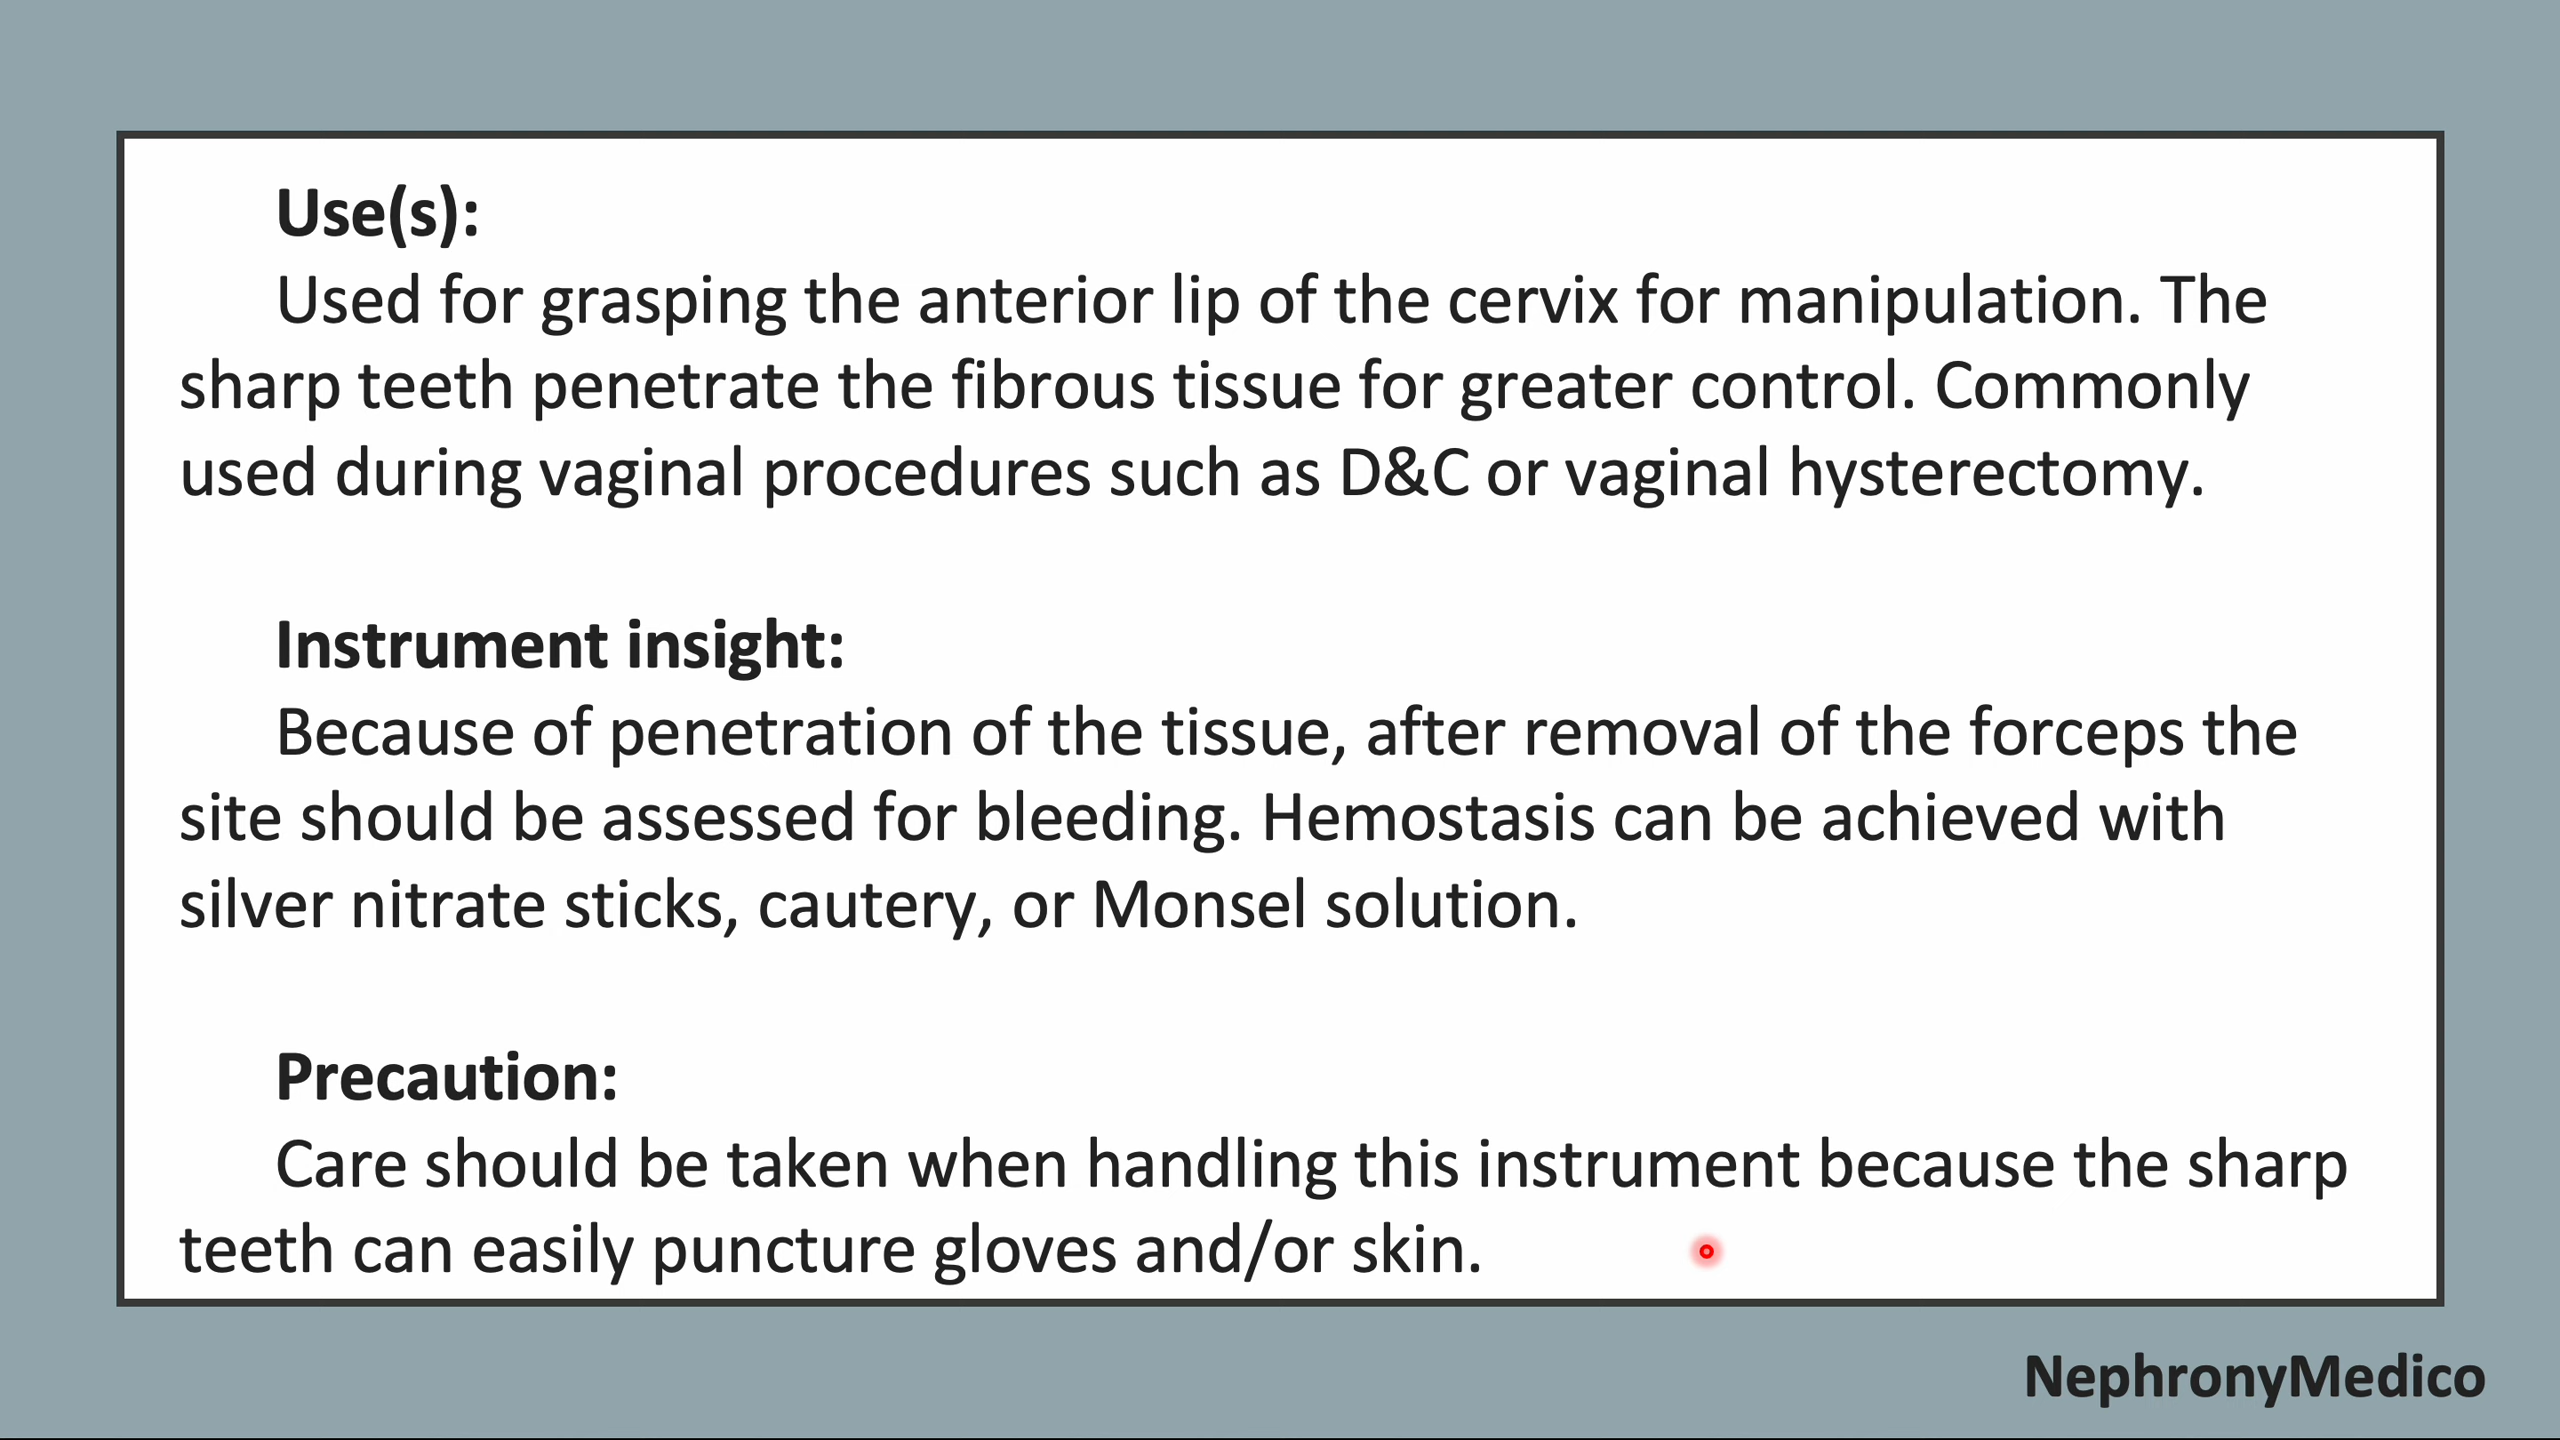 Use(s):
Used for grasping the anterior lip of the cervix for manipulation. The
sharp teeth penetrate the fibrous tissue for greater control. Commonly
used during vaginal procedures such as D&C or vaginal hysterectomy.
Instrument insight:
Because of penetration of the tissue, after removal of the forceps the
site should be assessed for bleeding. Hemostasis can be achieved with
silver nitrate sticks, cautery, or Monsel solution.
Precaution:
Care should be taken when handling this instrument because the sharp
teeth can easily puncture gloves and/or skin.
NephronyMedico